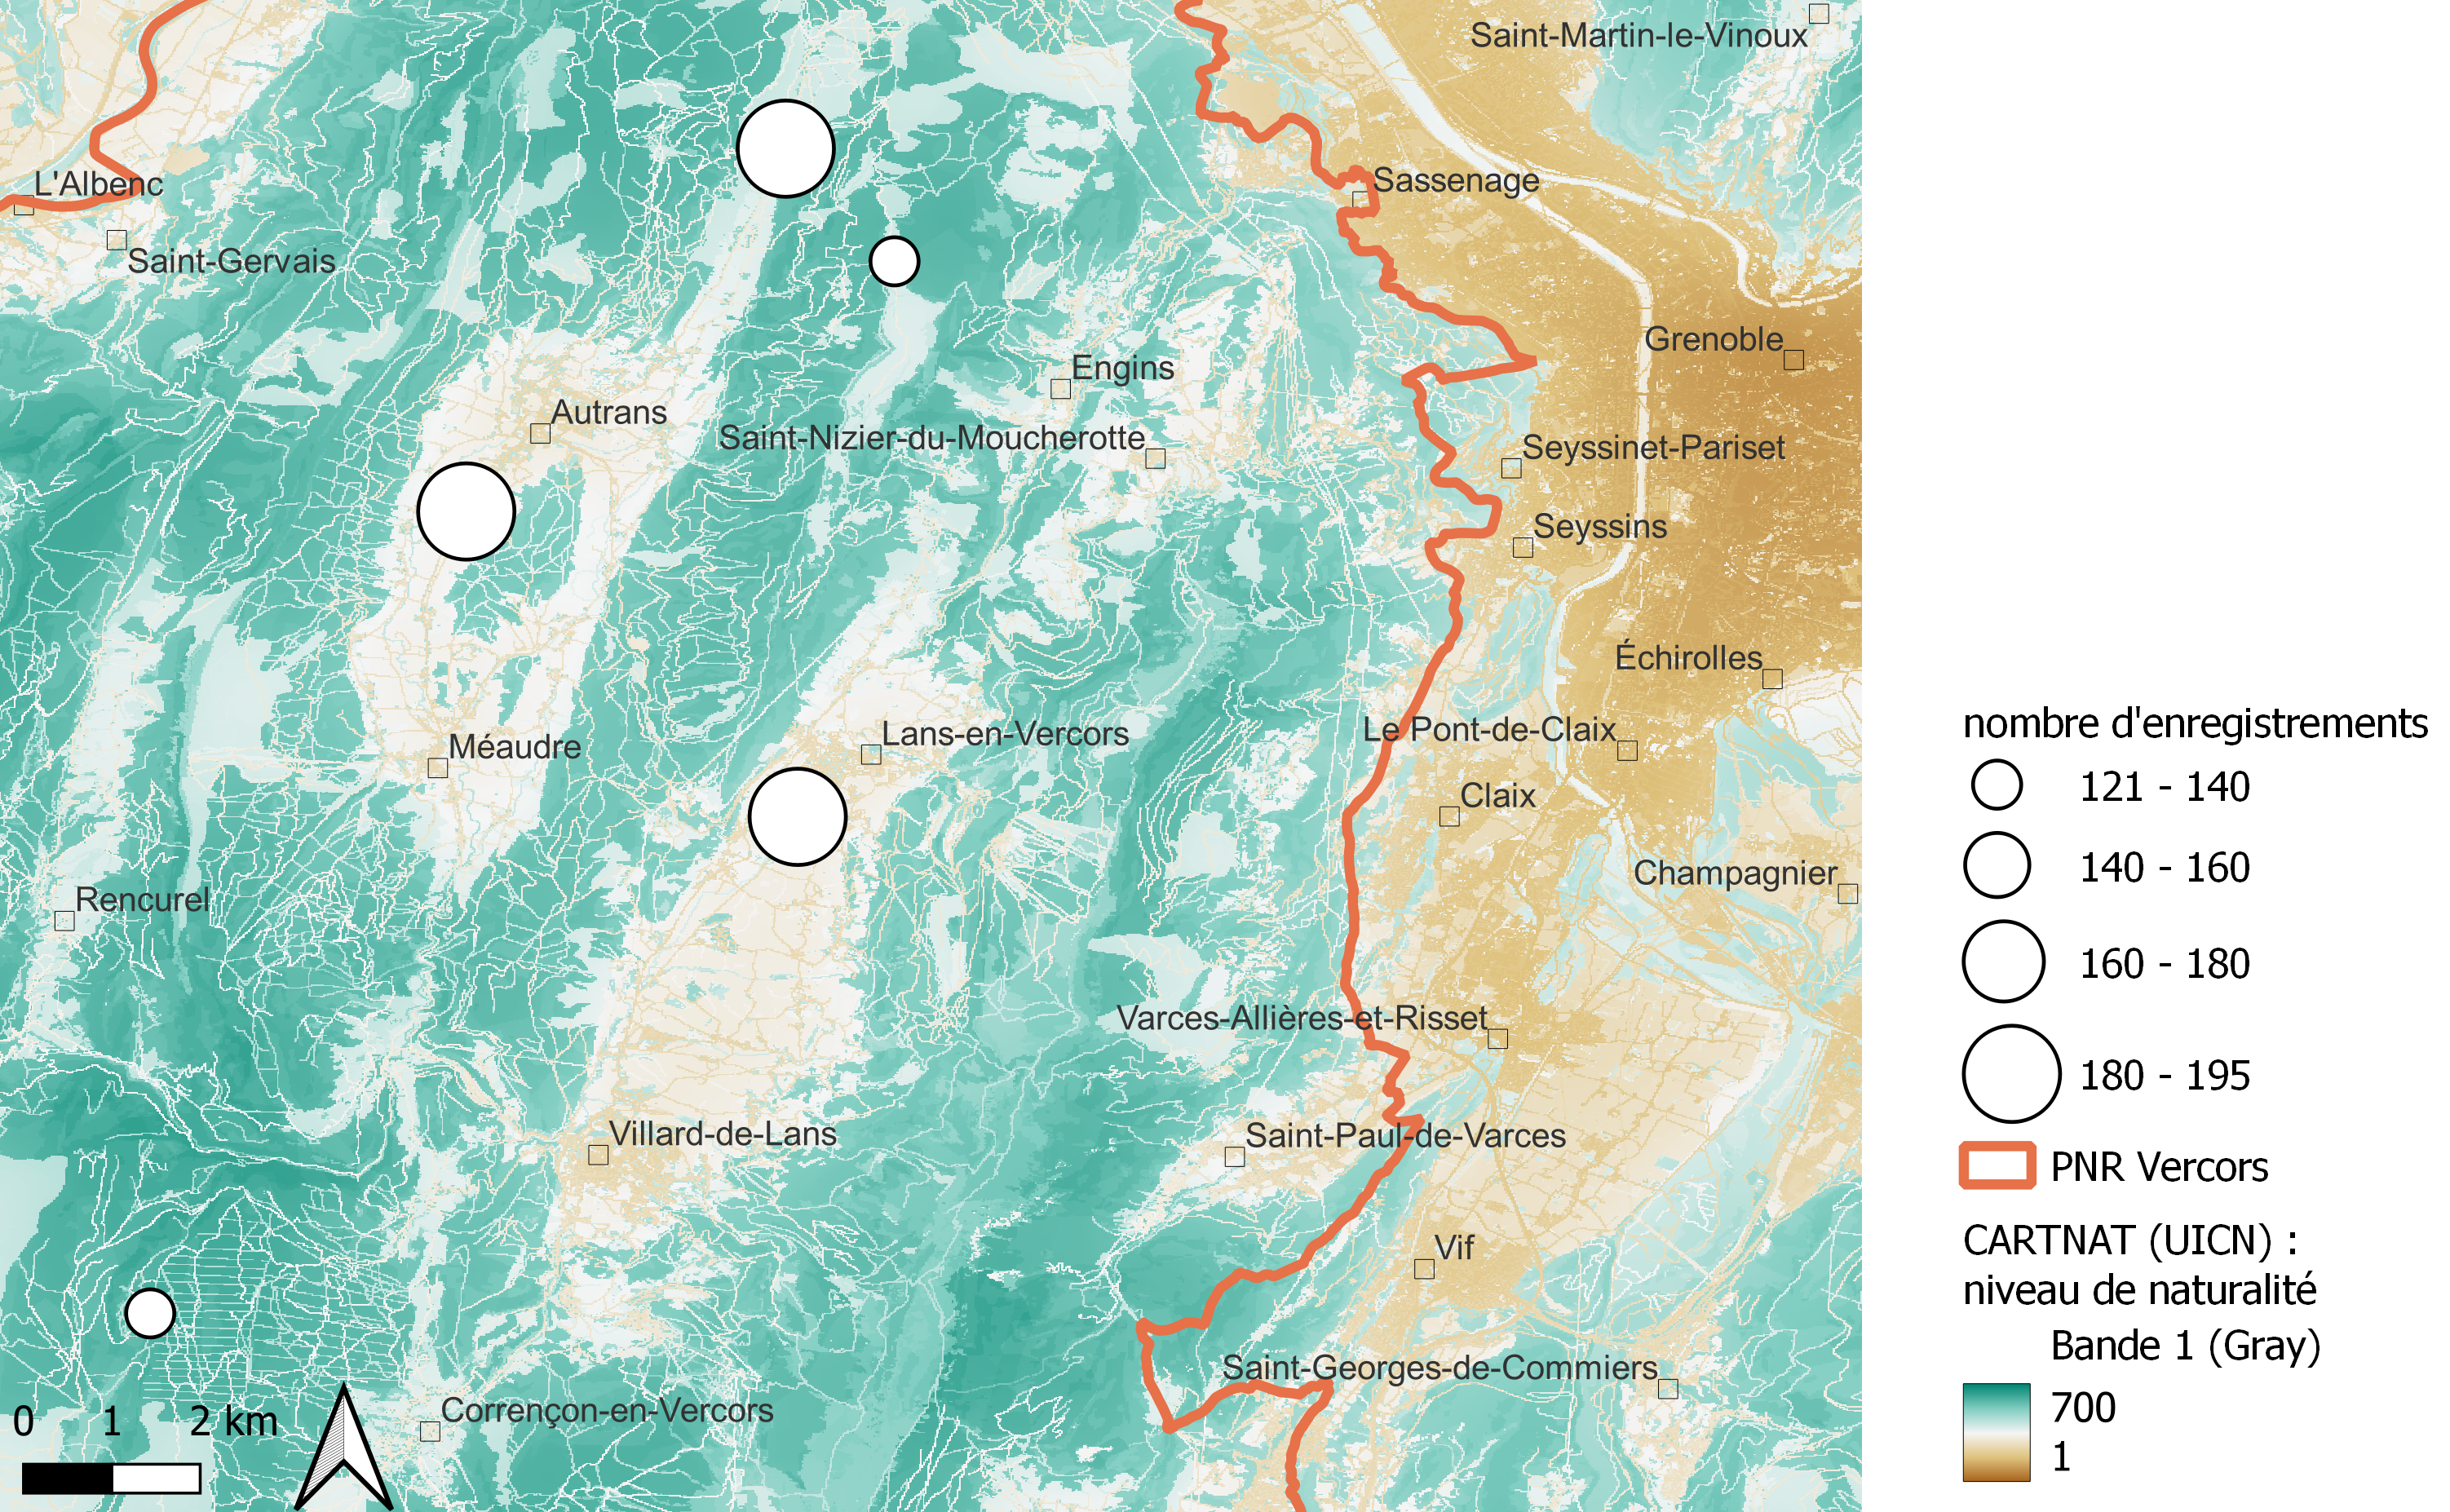 Saint-Martin-le-Vinoux
L'Albenc
Sassenage
Saint-Gervais
Grenoble
Engins
Autrans
Saint-Nizier-du-Moucherotte
Seyssinet-Pariset
Seyssins
Échirolles
Le Pont-de-Claix
Lans-en-Vercors
Méaudre
Claix
Champagnier
Rencurel
Varces-Allières-et-Risset
Villard-de-Lans
Saint-Paul-de-Varces
Vif
Saint-Georges-de-Commiers
Corrençon-en-Vercors
0 1 2 km
nombre d'enregistrements
121 - 140
140 - 160
160 - 180
180 - 195
PNR Vercors
CARTNAT (UICN) :
niveau de naturalité
Bande 1 (Gray)
700
1